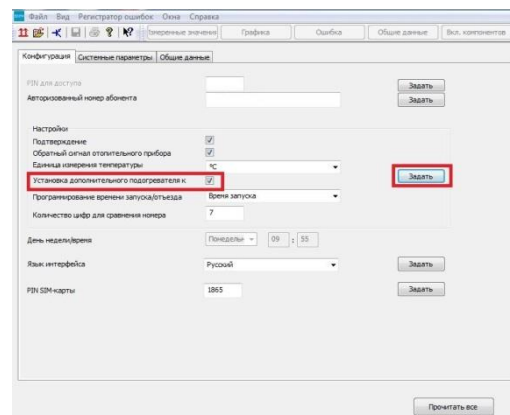 Файл Вид Регистратор ошибок Окна Справка
Измеренные значения Графика Ошибка Общие данные Вкл. компонентов
Конфигурация Системные параметры Общие данные
PIN для доступа Задать
Авторизованный номер абонента Задать
Настройки
Подтверждение
Обратный сигнал отопительного прибора
Единица измерения температуры °C
Установка дополнительного подогревателя к Задать
Программирование времени запуска/отъезда Время запуска
Количество цифр для сравнения номера 7
День недели/время Понедельн 09 : 55
Язык интерфейса Русский Задать
PIN SIM-карты 1865 Задать
Прочитать все